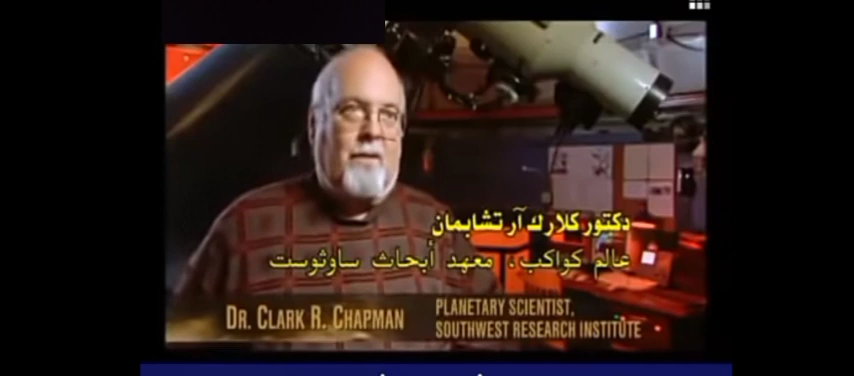 دكتور كلارك آر تشابمان
عالم كواكب، معهد أبحاث ساوثوست
DR. CLARK R. CHAPMAN
PLANETARY SCIENTIST,
SOUTHWEST RESEARCH INSTITUTE